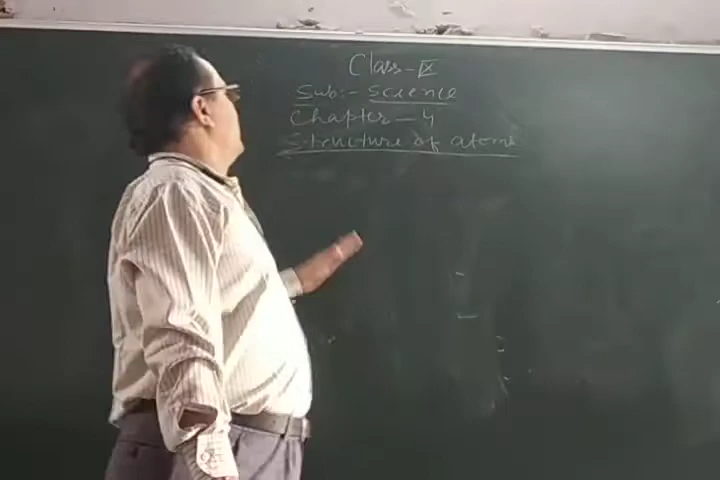 Class-IX
Sub:- Science
Chapter - 4
Structure of atoms